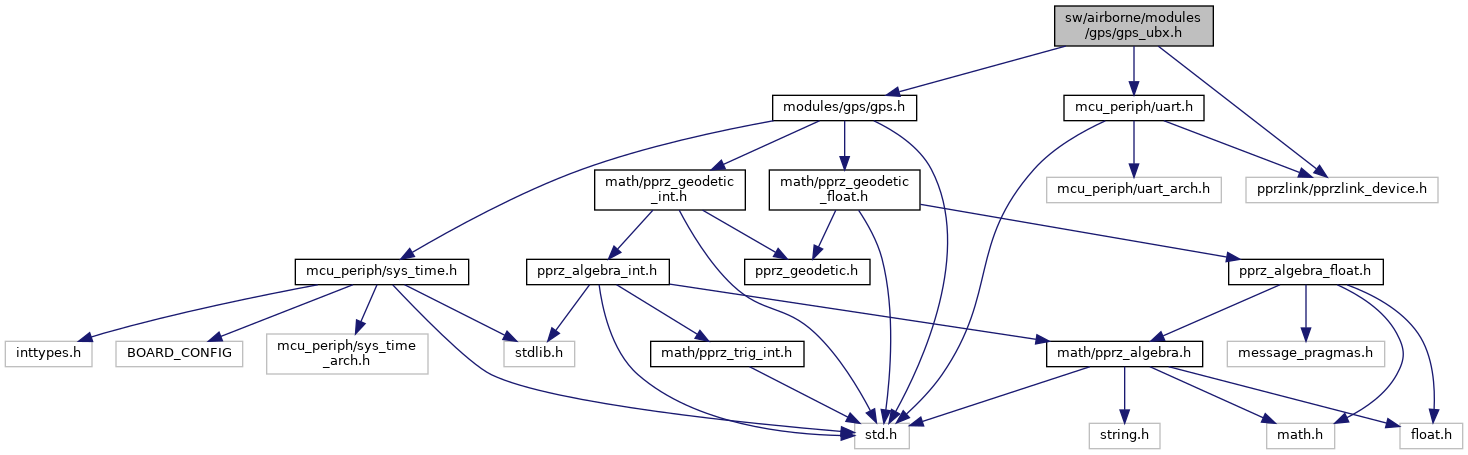 sw/airborne/modules
/gps/gps_ubx.h
modules/gps/gps.h
mcu_periph/uart.h
math/pprz_geodetic
_int.h
math/pprz_geodetic
_float.h
mcu_periph/uart_arch.h
pprzlink/pprzlink_device.h
mcu_periph/sys_time.h
pprz_algebra_int.h
pprz_geodetic.h
pprz_algebra_float.h
inttypes.h
BOARD_CONFIG
mcu_periph/sys_time
_arch.h
stdlib.h
math/pprz_trig_int.h
math/pprz_algebra.h
message_pragmas.h
std.h
string.h
math.h
float.h